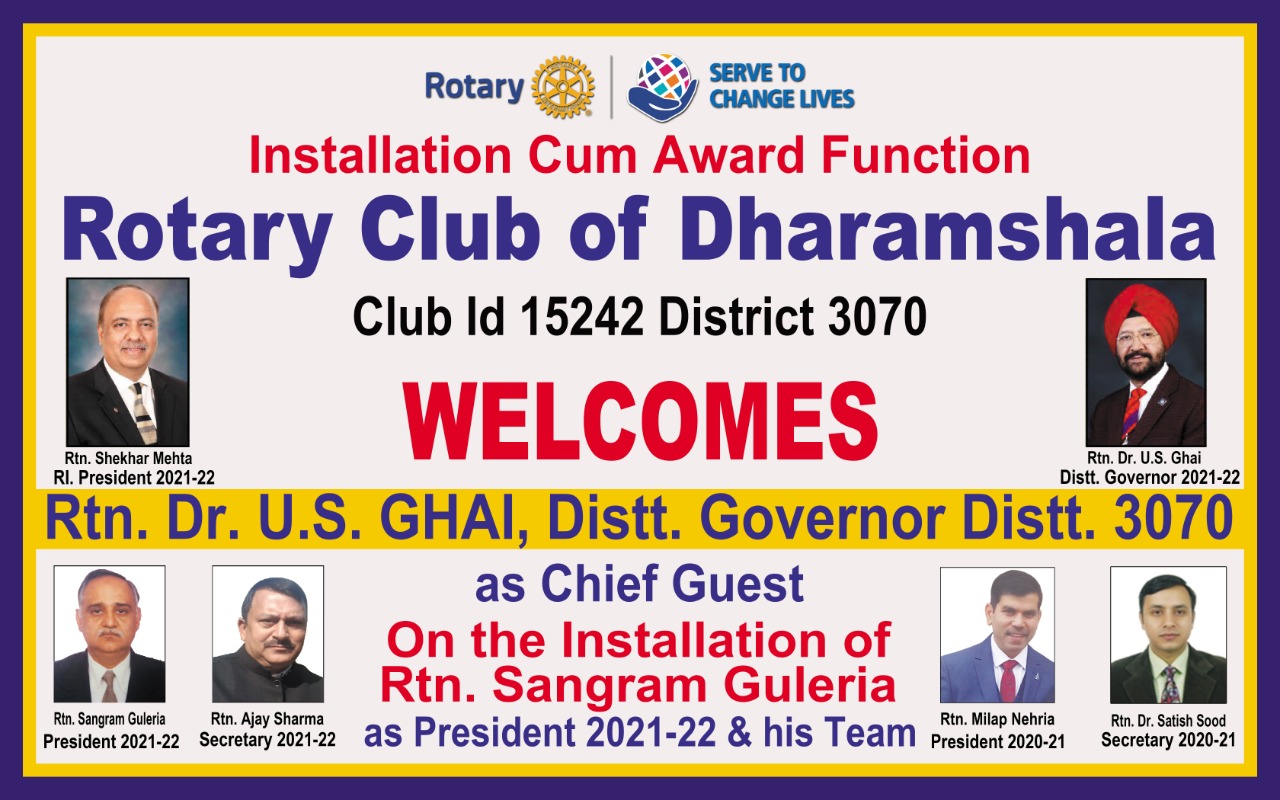 Rotary
SERVE TO
CHANGE LIVES
Installation Cum Award Function
Rotary Club of Dharamshala
Club Id 15242 District 3070
WELCOMES
Rtn. Shekhar Mehta
RI. President 2021-22
Rtn. Dr. U.S. Ghai
Distt. Governor 2021-22
Rtn. Dr. U.S. GHAI, Distt. Governor Distt. 3070
as Chief Guest
On the Installation of
Rtn. Sangram Guleria
as President 2021-22 & his Team
Rtn. Sangram Guleria
President 2021-22
Rtn. Ajay Sharma
Secretary 2021-22
Rtn. Milap Nehria
President 2020-21
Rtn. Dr. Satish Sood
Secretary 2020-21